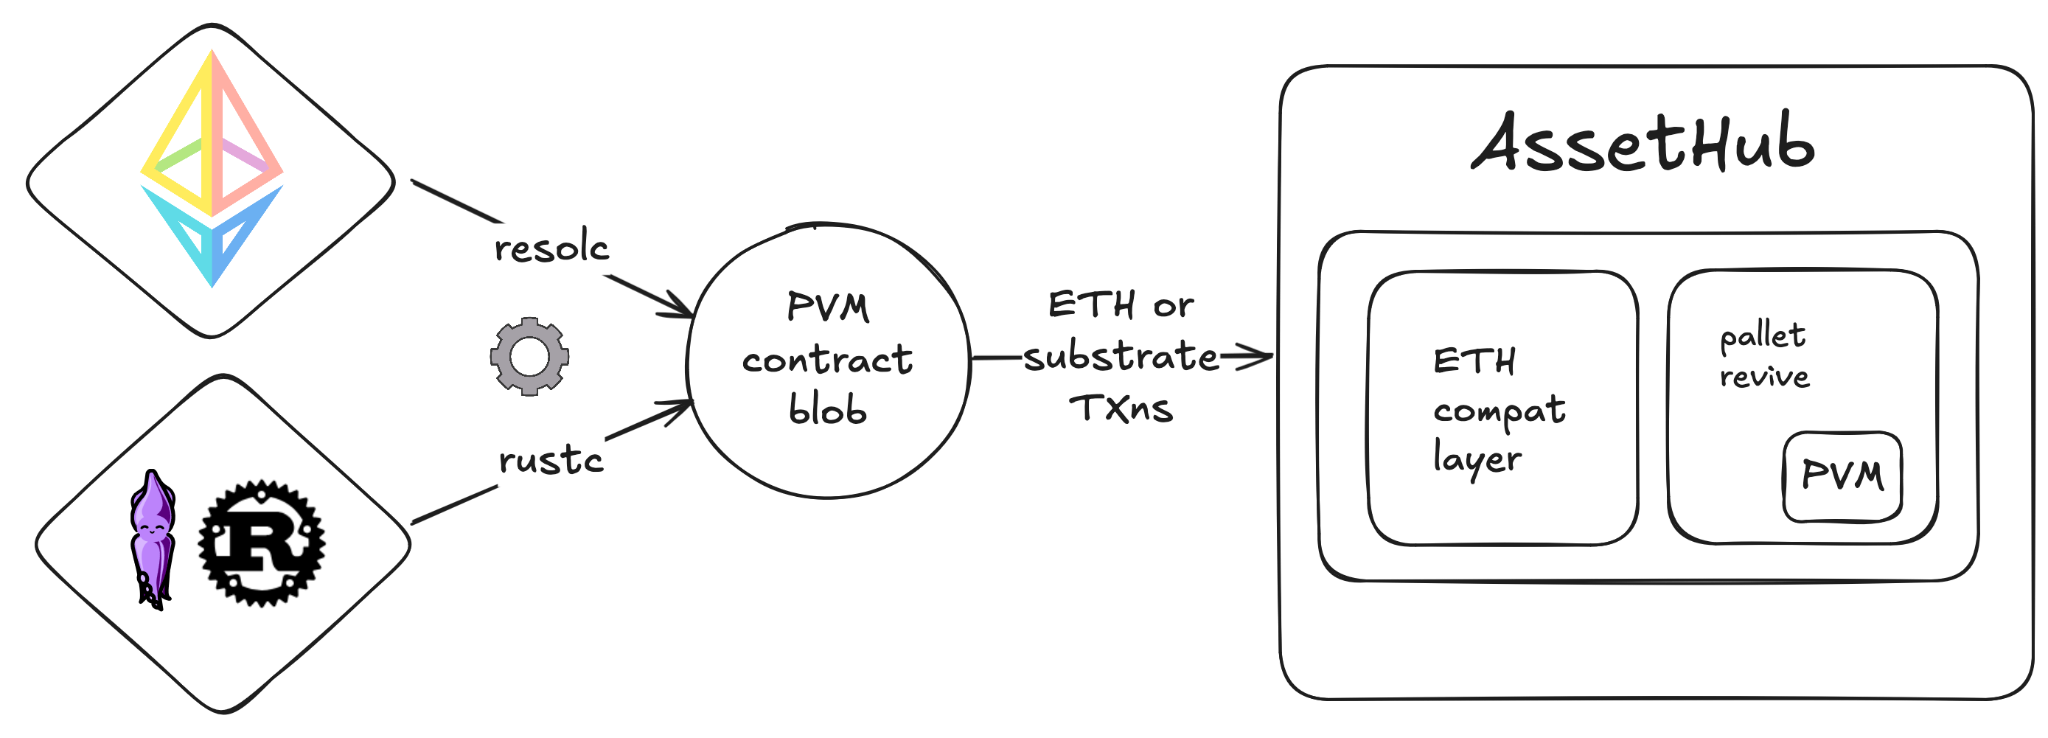 resolc
rustc
PVM
contract
blob
ETH or
substrate
TXns
AssetHub
ETH
compat
layer
pallet
revive
PVM
R